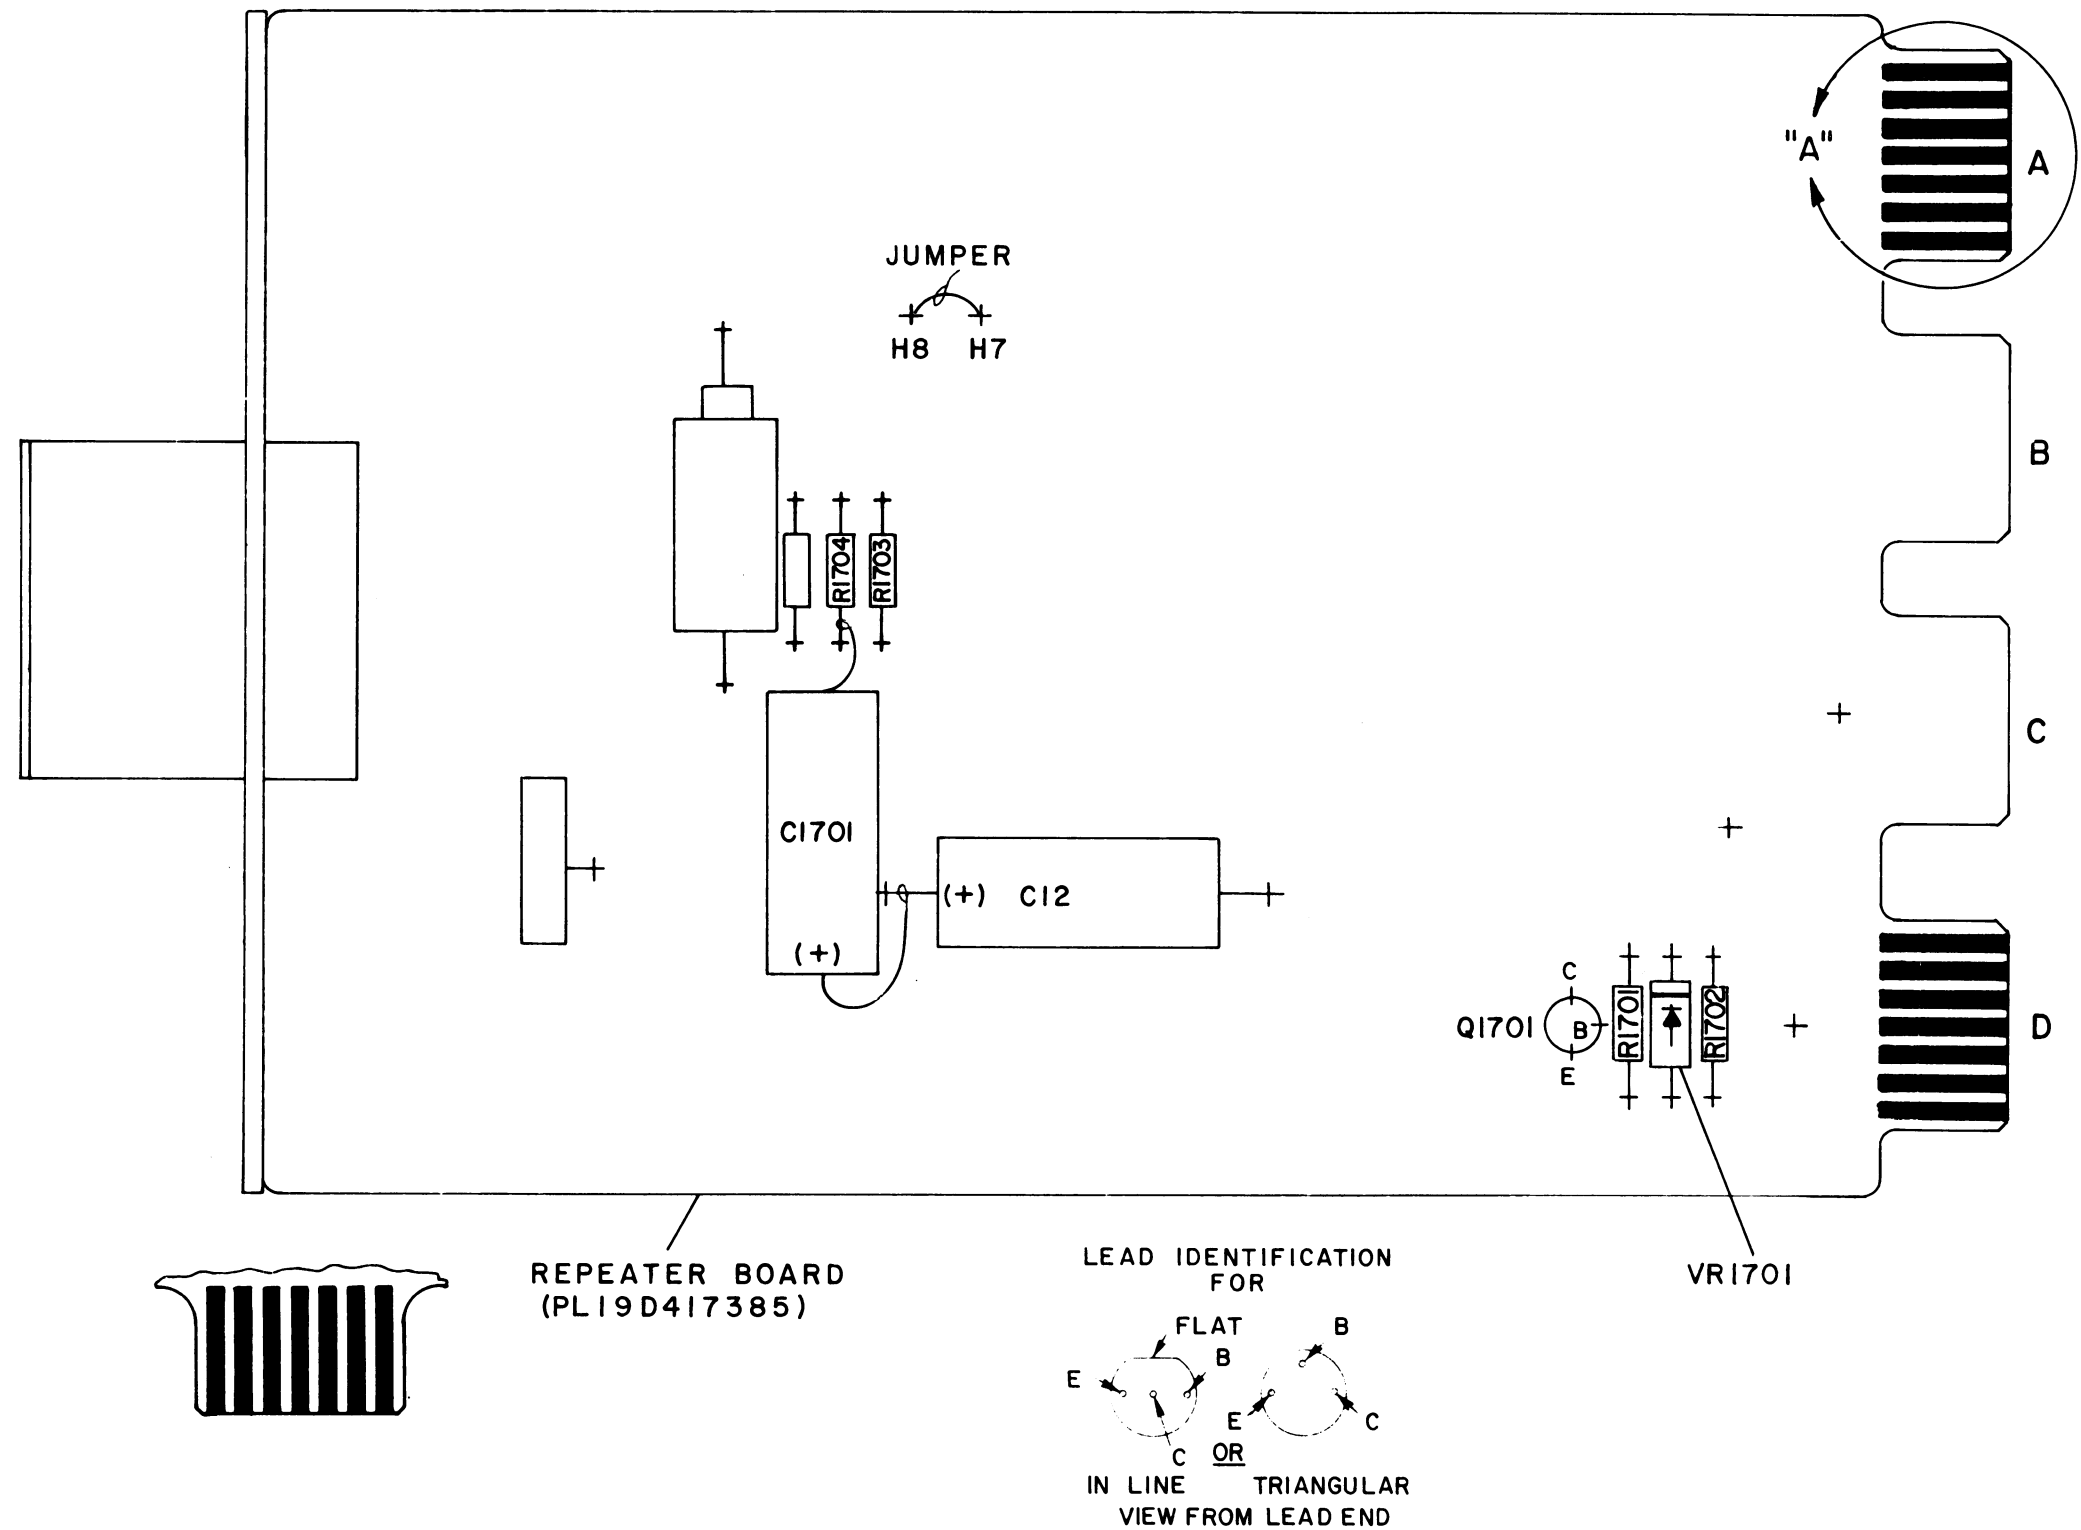 "A"
A
JUMPER
H8 H7
B
R1704
R1703
C
C1701
(+)
(+) C12
C
Q1701 B
E
R1701
R1702
D
REPEATER BOARD
(PL19D417385)
VR1701
LEAD IDENTIFICATION
FOR
FLAT
B
E
C
B
E
C
OR
IN LINE TRIANGULAR
VIEW FROM LEAD END